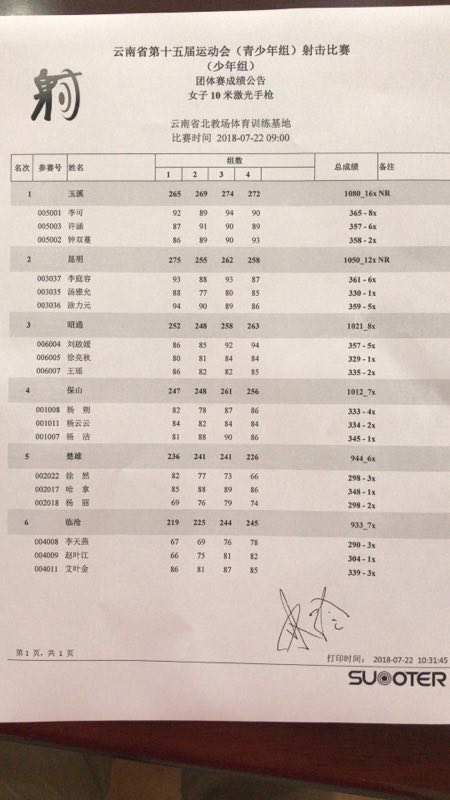 射
云南省第十五届运动会（青少年组）射击比赛
（少年组）
团体赛成绩公告
女子 10 米激光手枪
云南省北教场体育训练基地
比赛时间 2018-07-22 09:00
名次 参赛号 姓名 组数 总成绩 备注
1 2 3 4
1 玉溪 265 269 274 272 1080_16x NR
005001 李可 92 89 94 90 365 - 8x
005003 许涵 87 91 90 89 357 - 6x
005002 钟双蔓 86 89 90 93 358 - 2x
2 昆明 275 255 262 258 1050_12x NR
003037 李庭容 93 88 93 87 361 - 6x
003035 汤雅允 88 77 80 85 330 - 1x
003036 涂力元 94 90 89 86 359 - 5x
3 昭通 252 248 258 263 1021_8x
006004 刘啟媛 86 85 92 94 357 - 5x
006005 徐亮秋 80 81 84 84 329 - 1x
006007 王瑶 86 82 82 85 335 - 2x
4 保山 247 248 261 256 1012_7x
001008 杨 朔 82 78 87 86 333 - 4x
001011 杨云云 84 82 84 84 334 - 2x
001007 杨 洁 81 88 90 86 345 - 1x
5 楚雄 236 241 241 226 944_6x
002022 徐 然 82 77 73 66 298 - 3x
002017 哈 拿 85 88 89 86 348 - 1x
002018 杨 丽 69 76 79 74 298 - 2x
6 临沧 219 225 244 245 933_7x
004008 李天燕 67 69 76 78 290 - 3x
004009 赵叶江 66 75 81 82 304 - 1x
004011 艾叶金 86 81 87 85 339 - 3x
第 1 页，共 1 页
打印时间： 2018-07-22 10:31:45